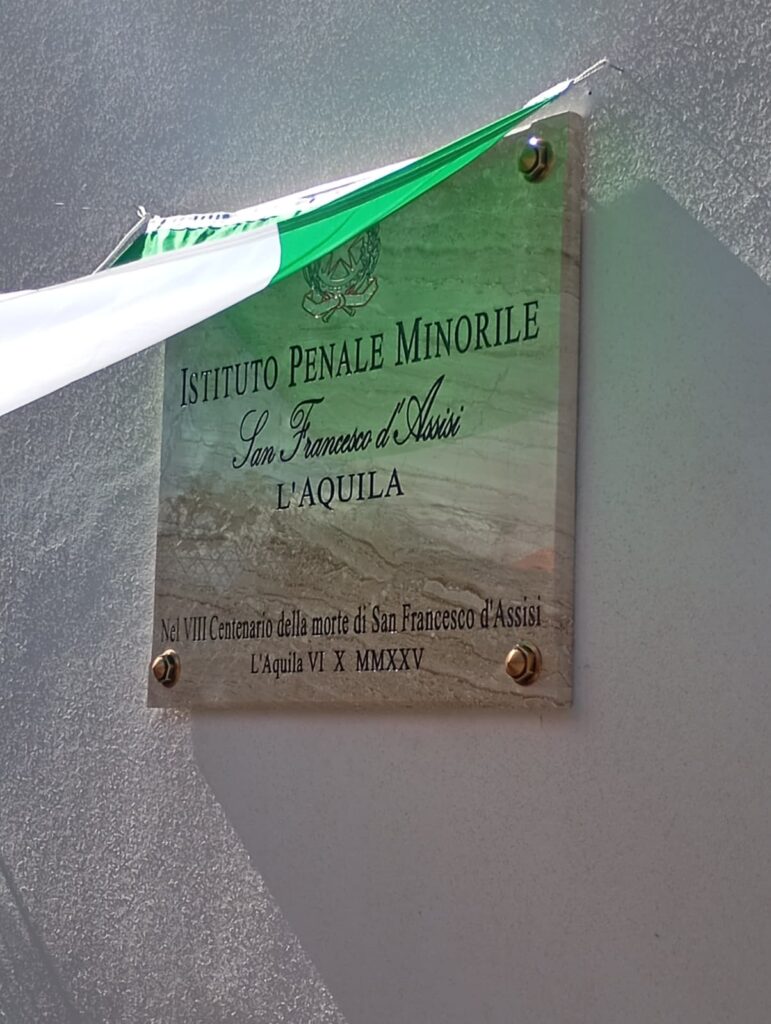 ISTITUTO PENALE MINORILE
San Francesco d'Assisi
L'AQUILA
Nel VIII Centenario della morte di San Francesco d'Assisi
L'Aquila VI X MMXXV